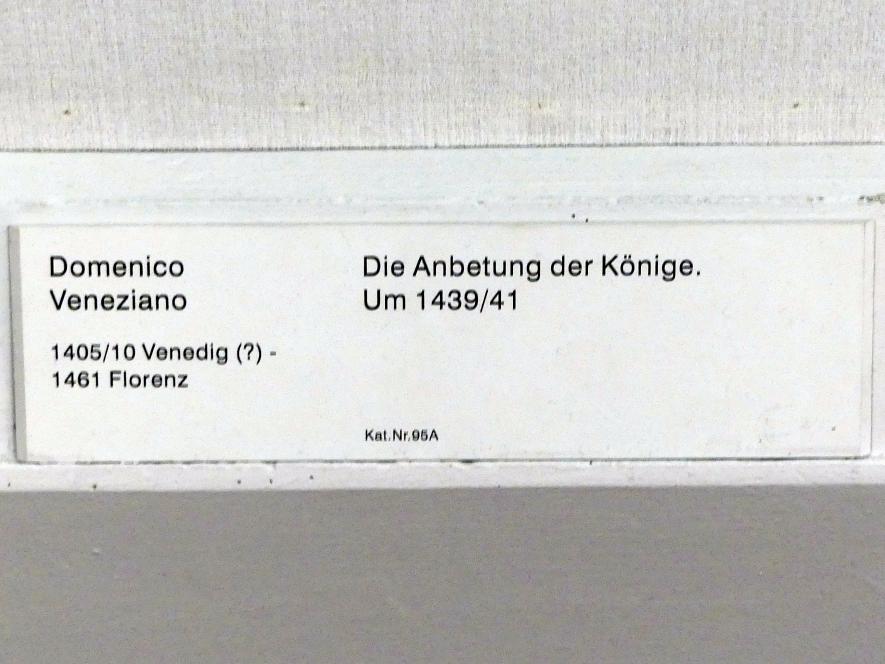 Domenico
Veneziano
1405/10 Venedig (?) -
1461 Florenz
Die Anbetung der Könige.
Um 1439/41
Kat.Nr.95A